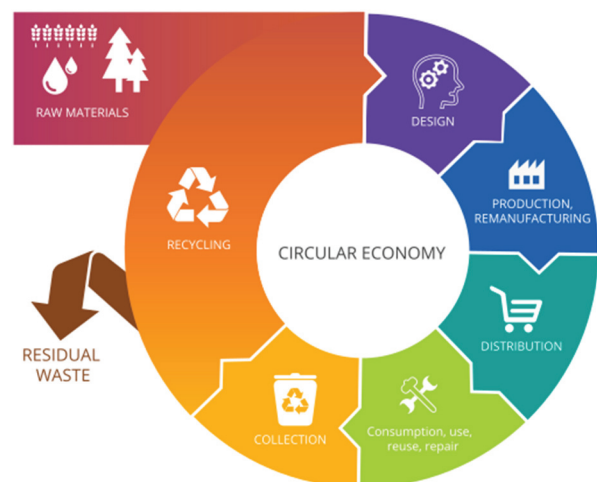 RAW MATERIALS
DESIGN
PRODUCTION,
REMANUFACTURING
RECYCLING
CIRCULAR ECONOMY
DISTRIBUTION
RESIDUAL
WASTE
COLLECTION
Consumption, use,
reuse, repair